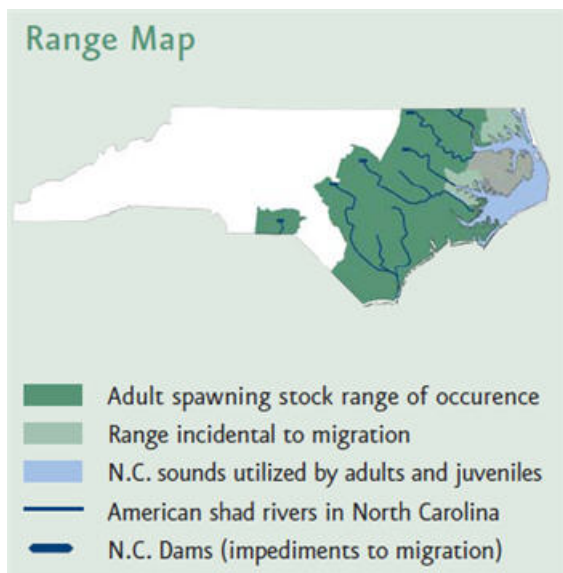 Range Map
Adult spawning stock range of occurence
Range incidental to migration
N.C. sounds utilized by adults and juveniles
American shad rivers in North Carolina
N.C. Dams (impediments to migration)